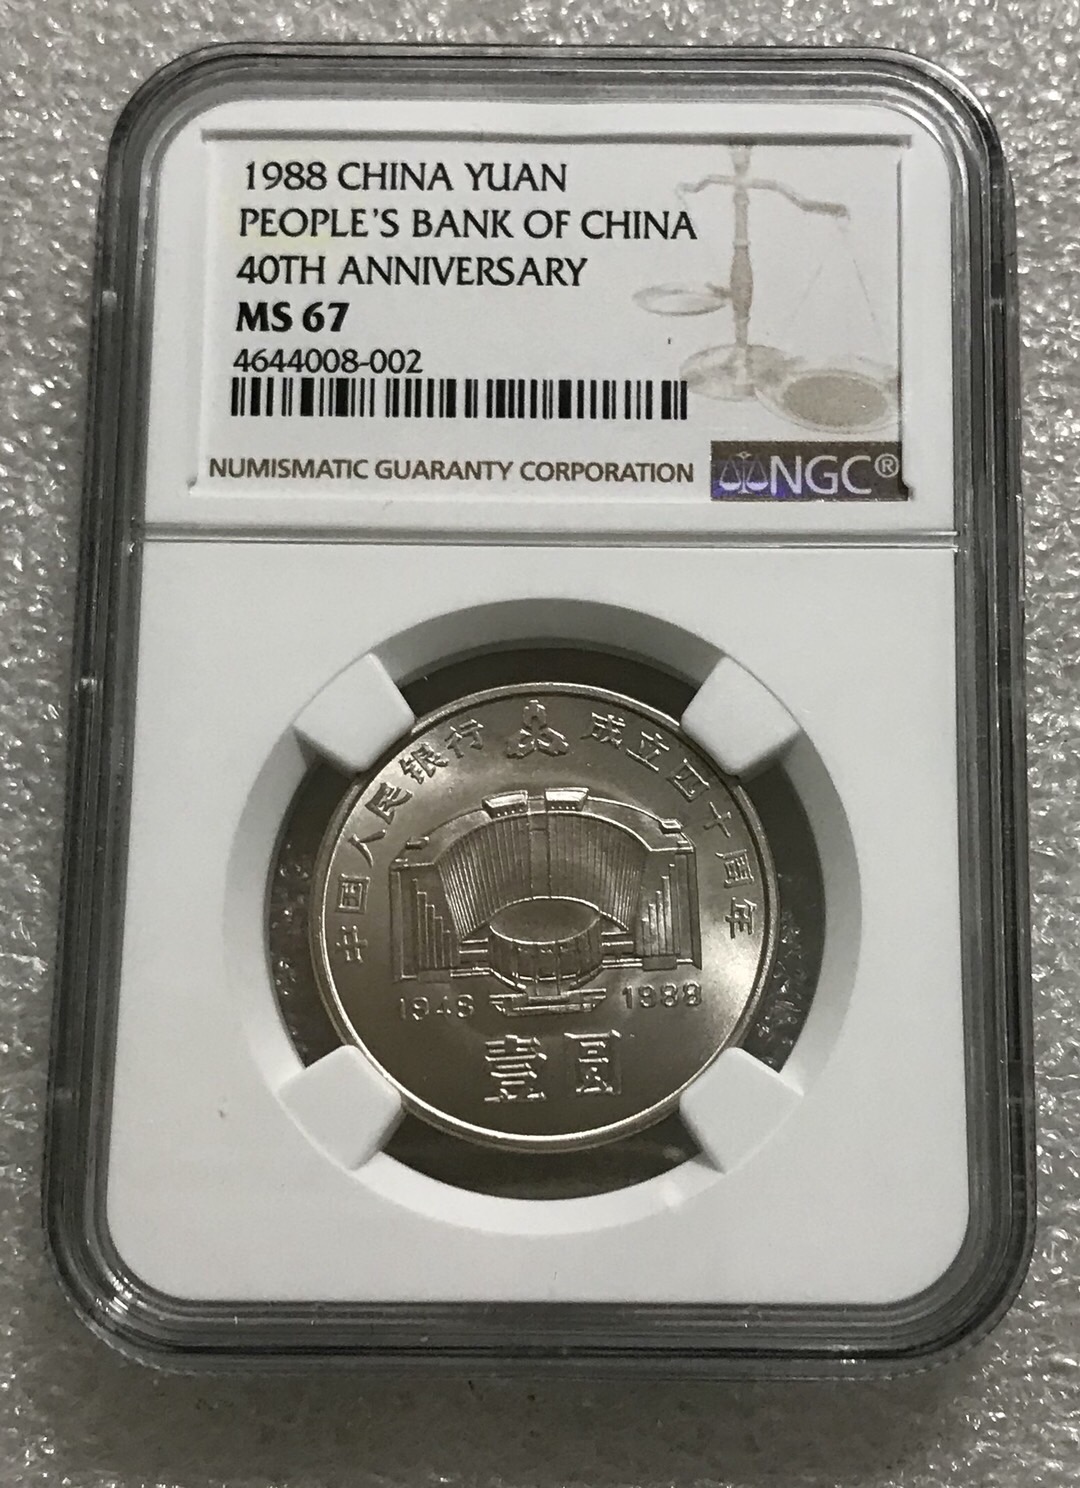 1988 CHINA YUAN
PEOPLE'S BANK OF CHINA
40TH ANNIVERSARY
MS 67
4644008-002
NUMISMATIC GUARANTY CORPORATION
NGC®
中国人民银行 成立四十周年
1948 1988
壹圆